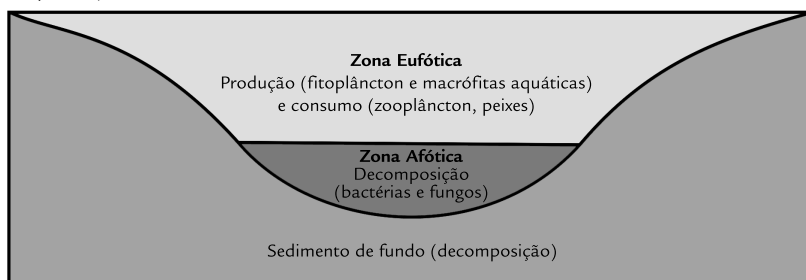 Zona Eufótica
Produção (fitoplâncton e macrófitas aquáticas)
e consumo (zooplâncton, peixes)
Zona Afótica
Decomposição
(bactérias e fungos)
Sedimento de fundo (decomposição)